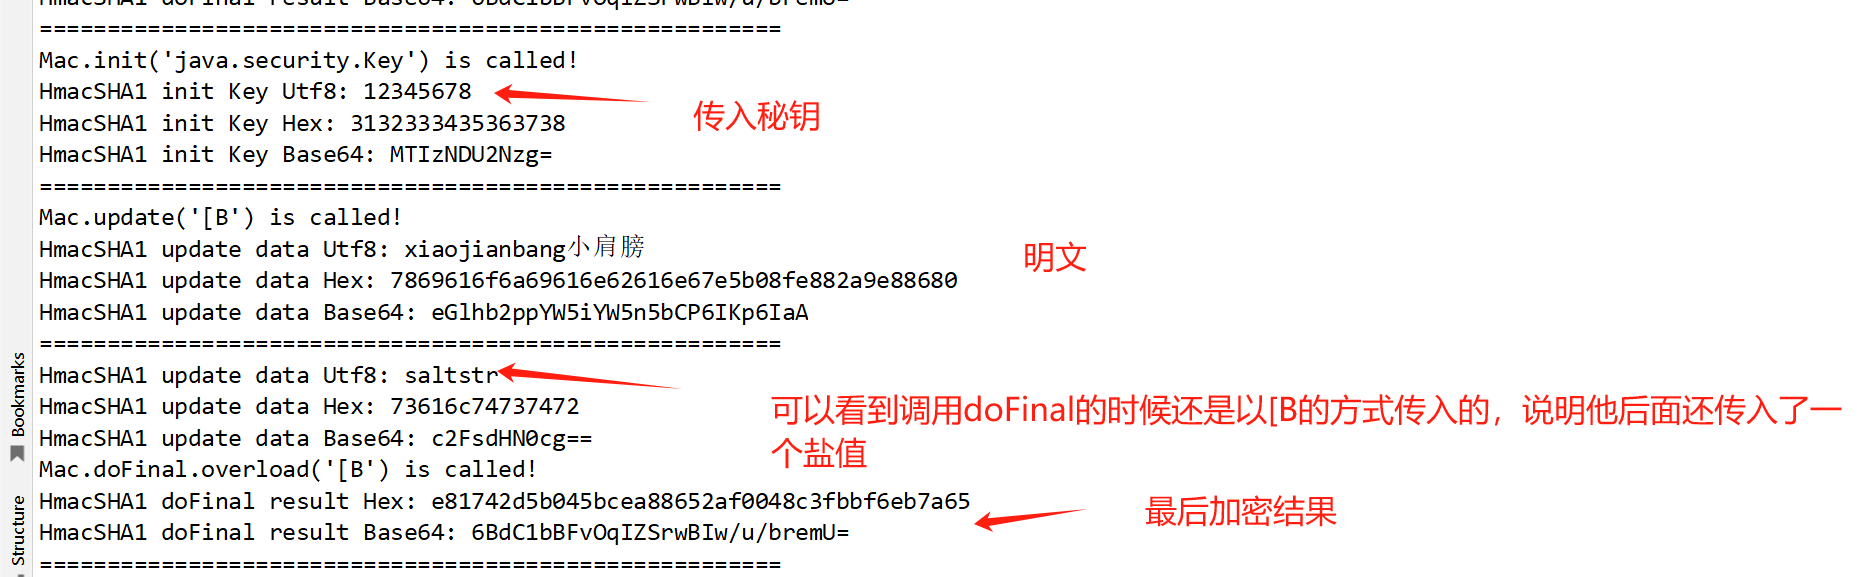 HmacSHA1 doFinal result Base64: 6BdC1bBFvOqIZSrwBIw/u/bremU=
=======================================================
Mac.init('java.security.Key') is called!
HmacSHA1 init Key Utf8: 12345678
传入秘钥
HmacSHA1 init Key Hex: 3132333435363738
HmacSHA1 init Key Base64: MTIzNDU2Nzg=
=======================================================
Mac.update('[B') is called!
HmacSHA1 update data Utf8: xiaojianbang小肩膀
明文
HmacSHA1 update data Hex: 7869616f6a69616e62616e67e5b08fe882a9e88680
HmacSHA1 update data Base64: eGlhb2ppYW5iYW5n5bCP6IKp6IaA
=======================================================
HmacSHA1 update data Utf8: saltstr
HmacSHA1 update data Hex: 73616c74737472
可以看到调用doFinal的时候还是以[B的方式传入的，说明他后面还传入了一
个盐值
HmacSHA1 update data Base64: c2FsdHN0cg==
Mac.doFinal.overload('[B') is called!
HmacSHA1 doFinal result Hex: e81742d5b045bcea88652af0048c3fbbf6eb7a65
最后加密结果
HmacSHA1 doFinal result Base64: 6BdC1bBFvOqIZSrwBIw/u/bremU=
=======================================================
Bookmarks
Structure